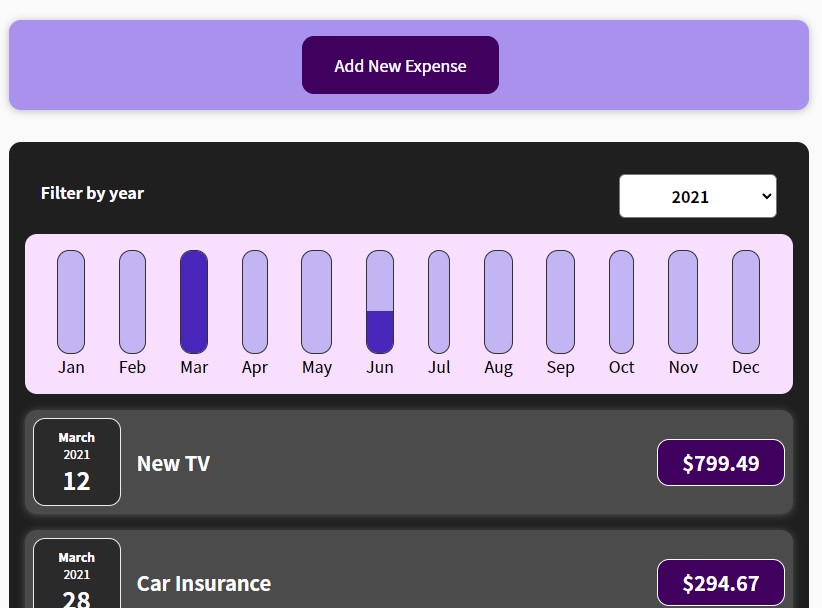 Add New Expense
Filter by year
2021
Jan Feb Mar Apr May Jun Jul Aug Sep Oct Nov Dec
March
2021
12
New TV
$799.49
March
2021
28
Car Insurance
$294.67